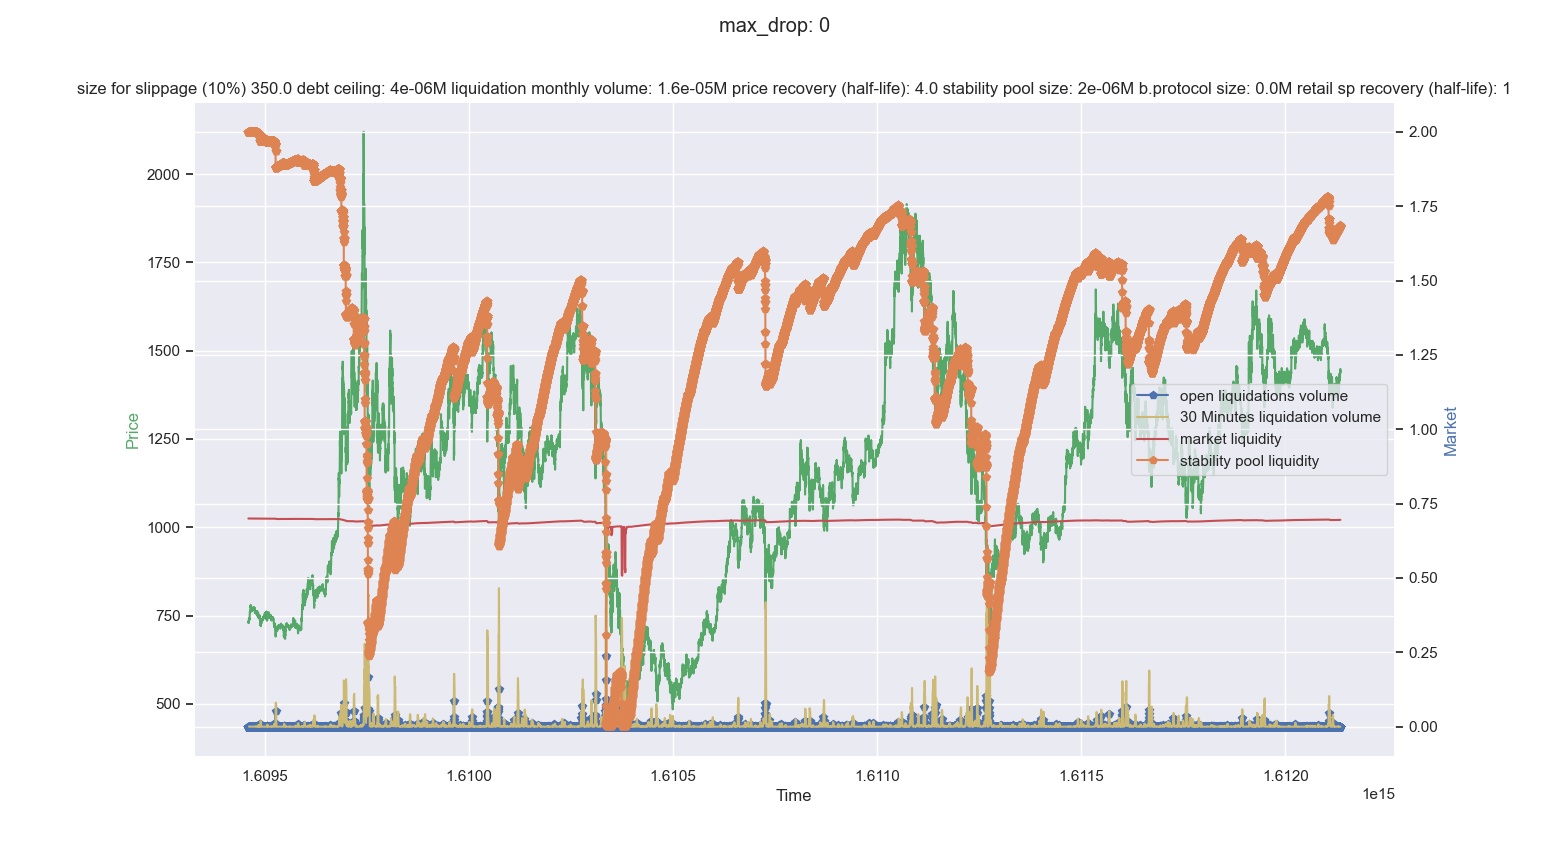 max_drop: 0
size for slippage (10%) 350.0 debt ceiling: 4e-06M liquidation monthly volume: 1.6e-05M price recovery (half-life): 4.0 stability pool size: 2e-06M b.protocol size: 0.0M retail sp recovery (half-life): 1
2.00
2000
1.75
1750
1.50
1500
1.25
open liquidations volume
30 Minutes liquidation volume
market liquidity
stability pool liquidity
Price
Market
1250
1.00
0.75
1000
0.50
750
0.25
500
0.00
1.6095
1.6100
1.6105
1.6110
1.6115
1.6120
1e15
Time